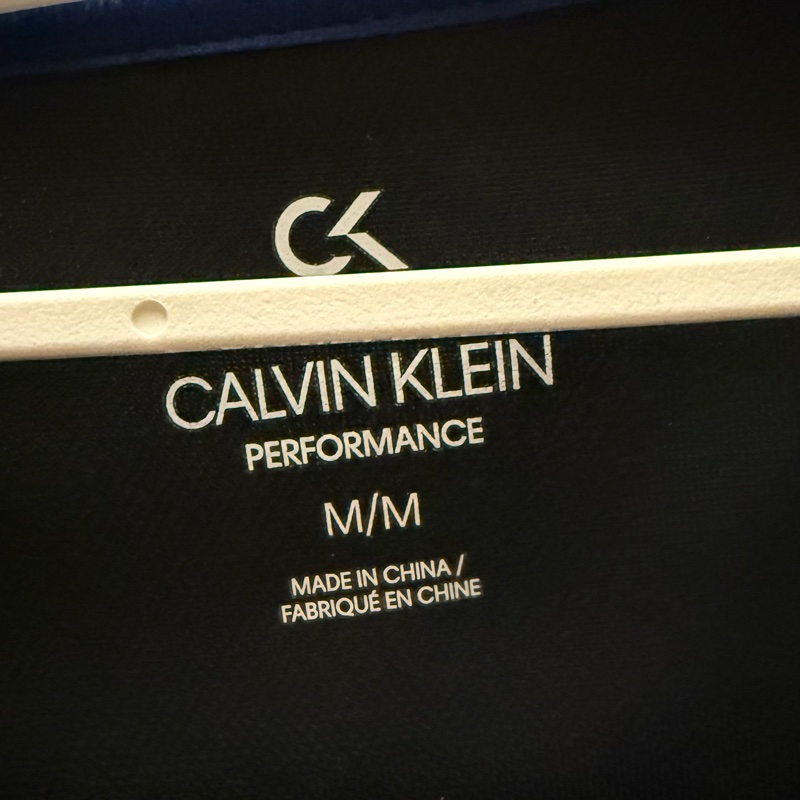 CK
CALVIN KLEIN
PERFORMANCE
M/M
MADE IN CHINA /
FABRIQUÉ EN CHINE